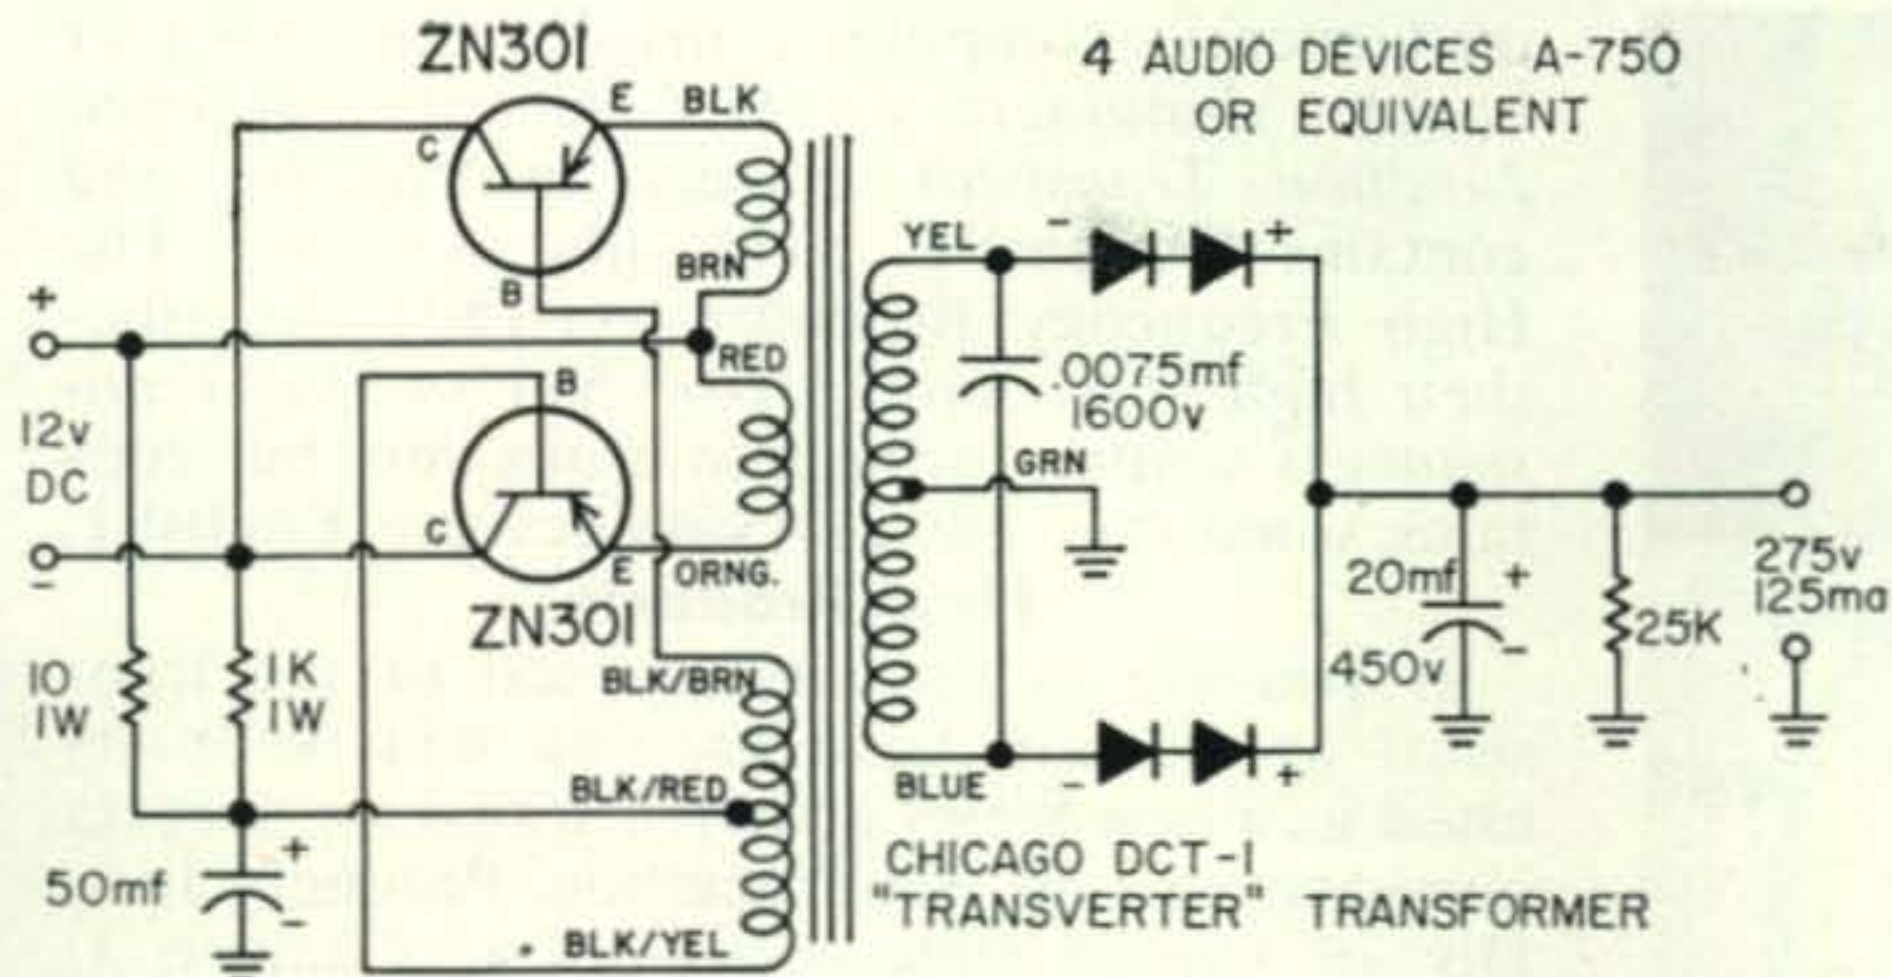 ZN301
4 AUDIO DEVICES A-750
OR EQUIVALENT
E
BLK
C
B
BRN
YEL
-
+
+
RED
B
.0075mf
1600v
12v
DC
GRN
C
E
ORNG.
-
ZN301
20mf
+
-
450v
25K
275v
125ma
10
1W
1K
1W
BLK/BRN
BLK/RED
BLUE
-
+
50mf
+
-
BLK/YEL
CHICAGO DCT-1
"TRANSVERTER" TRANSFORMER